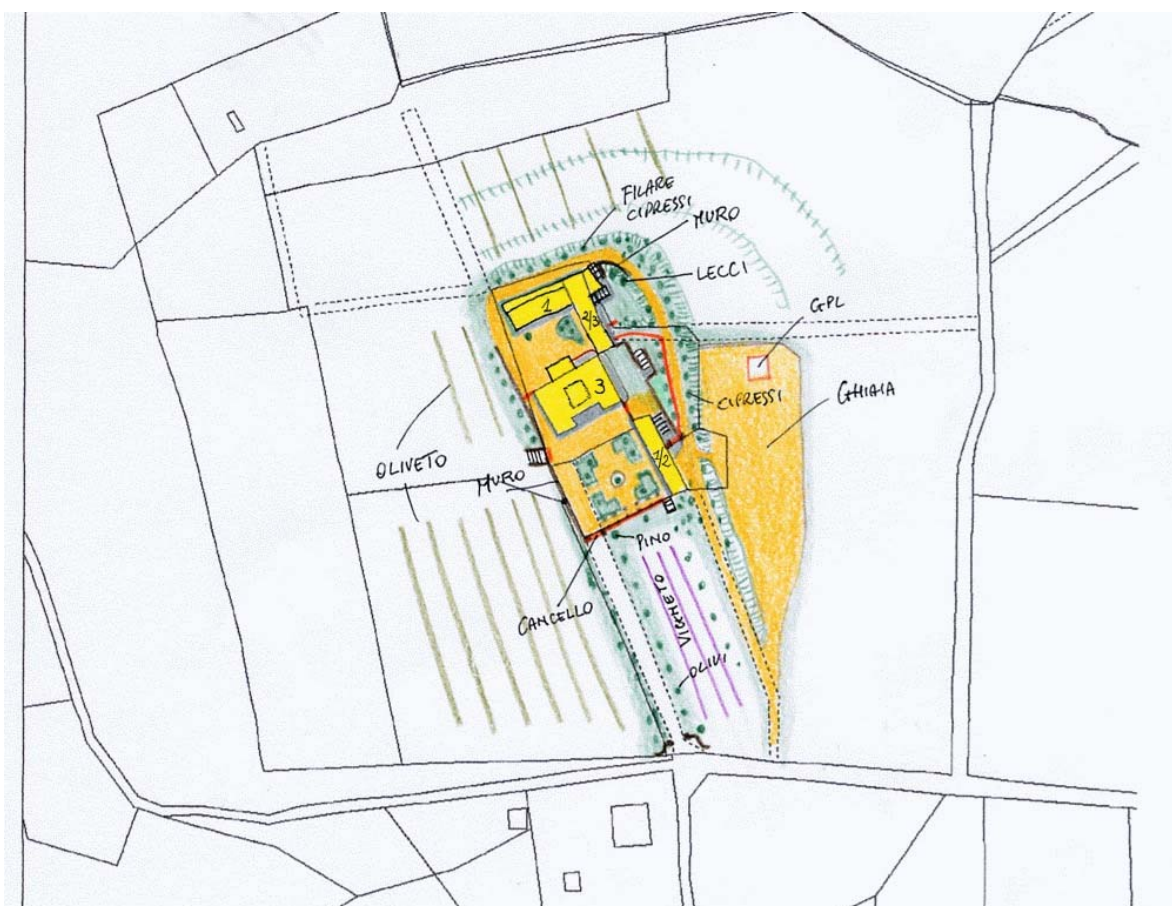 FILARE
CIPRESSI
MURO
LECCI
GPL
1
2/3
CIPRESSI
GHIAIA
3
OLIVETO
1/2
MURO
PINO
CANCELLO
VIGNETO
OLIVI